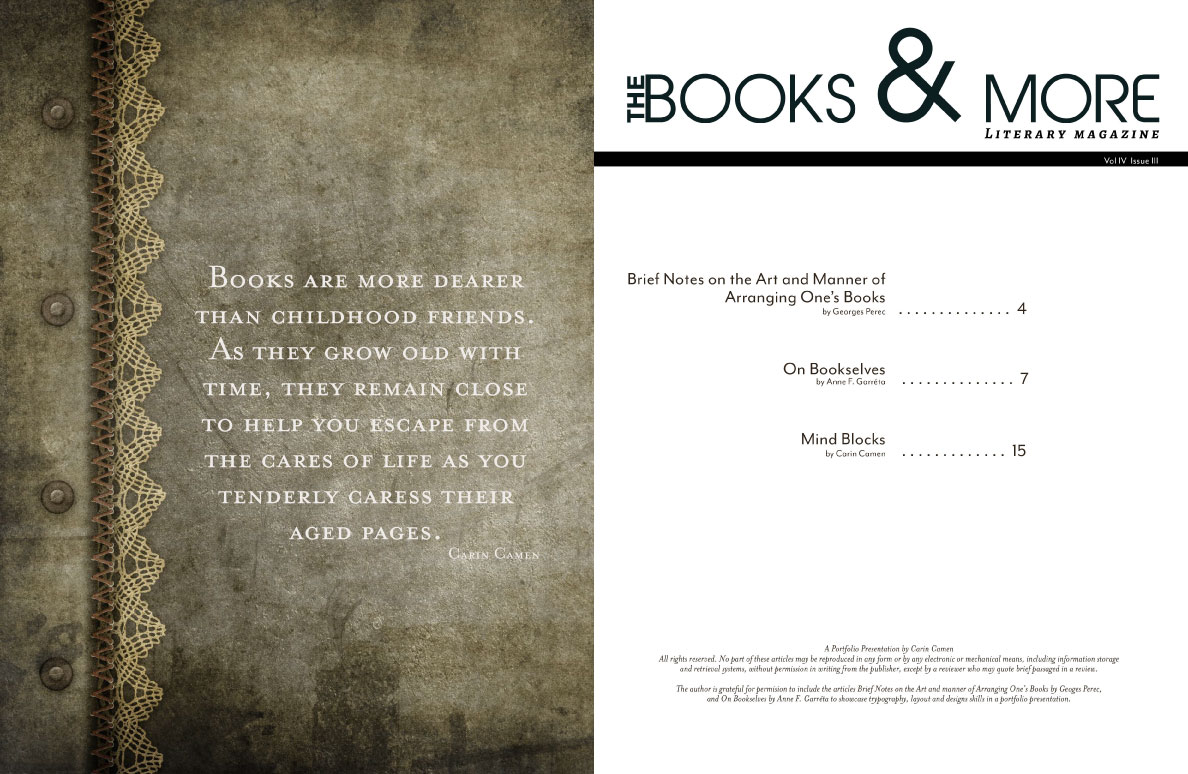 BOOKS ARE MORE DEARER
THAN CHILDHOOD FRIENDS.
AS THEY GROW OLD WITH
TIME, THEY REMAIN CLOSE
TO HELP YOU ESCAPE FROM
THE CARES OF LIFE AS YOU
TENDERLY CARESS THEIR
AGED PAGES.
CARIN CAMEN
THE BOOKS & MORE
LITERARY MAGAZINE
Vol IV Issue III
Brief Notes on the Art and Manner of
Arranging One's Books
by Georges Perec . . . . . . . . . . . . . . 4
On Bookselves
by Anne F. Garréta . . . . . . . . . . . . . . 7
Mind Blocks
by Carin Camen . . . . . . . . . . . . . 15
A Portfolio Presentation by Carin Camen
All rights reserved. No part of these articles may be reproduced in any form or by any electronic or mechanical means, including information storage
and retrieval systems, without permission in writing from the publisher, except by a reviewer who may quote brief passaged in a review.
The author is grateful for permision to include the articles Brief Notes on the Art and manner of Arranging One's Books by Geoges Perec,
and On Bookselves by Anne F. Garréta to showcase trypography, layout and designs skills in a portfolio presentation.